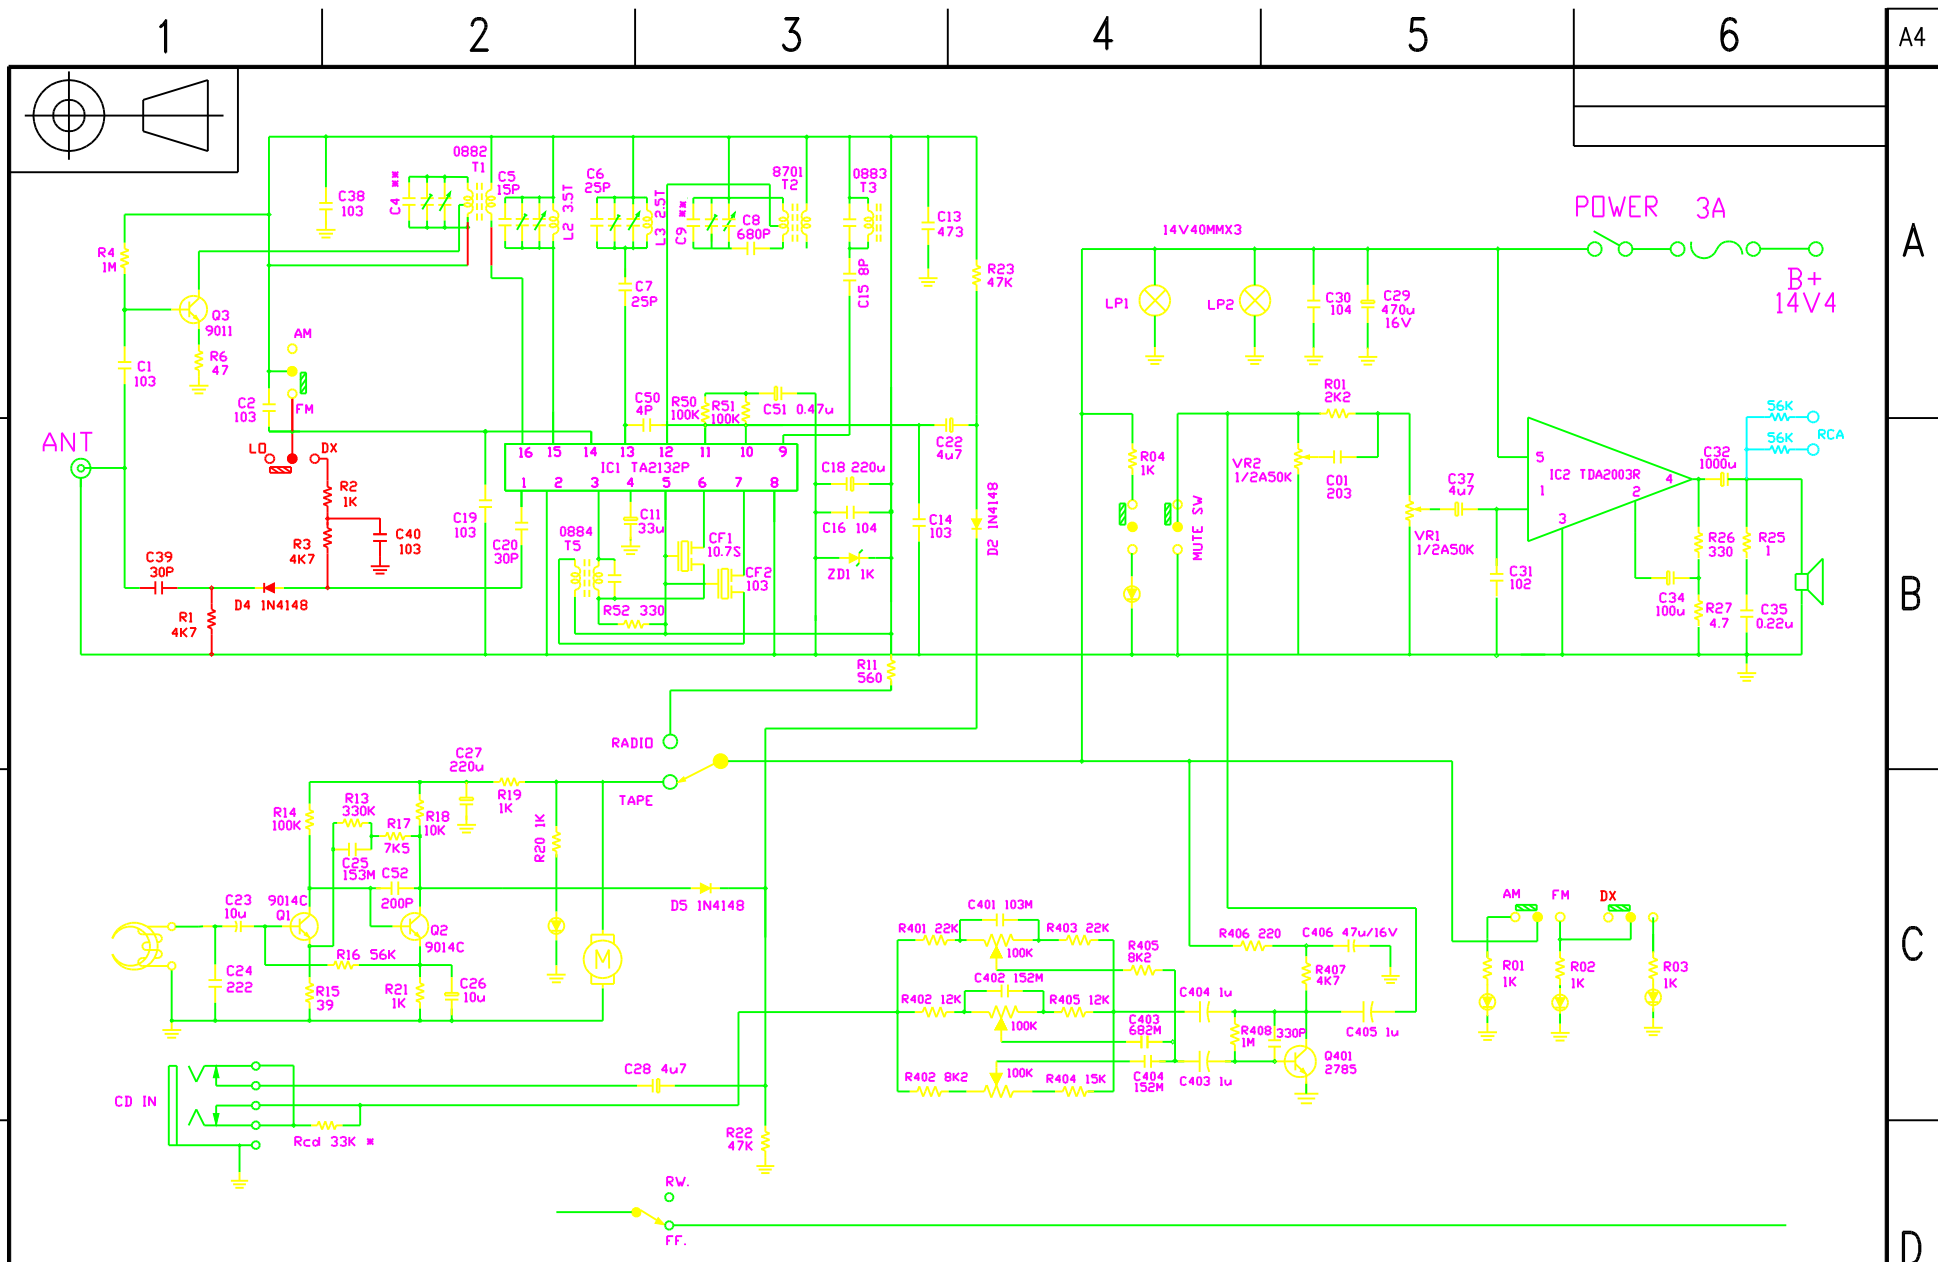 1 2 3 4 5 6 A4
A
B
C
D
0882
T1
C4 **
C5
15P
L2 3.5T
C6
25P
L3 2.5T
C9 **
C8
680P
8701
T2
0883
T3
C15 8P
C13
473
C38
103
R4
1M
Q3
9011
R6
47
AM
FM
C1
103
C2
103
C7
25P
R23
47K
14V40MMX3
LP1
LP2
C30
104
C29
470u
16V
POWER 3A
B+
14V4
ANT
LO
DX
R2
1K
R3
4K7
C40
103
C39
30P
D4 1N4148
R1
4K7
C19
103
C20
30P
C50
4P
R50
100K
R51
100K
C51 0.47u
16 15 14 13 12 11 10 9
IC1 TA2132P
1 2 3 4 5 6 7 8
C18 220u
C16 104
ZD1 1K
C22
4u7
C14
103
D2 1N4148
C11
33u
0884
T5
CF1
10.7S
CF2
103
R52 330
R11
560
R04
1K
MUTE SW
R01
2K2
VR2
1/2A50K
C01
203
VR1
1/2A50K
C37
4u7
C31
102
5
1
3
IC2 TDA2003R
2
4
C32
1000u
56K
56K
RCA
R26
330
R25
1
C34
100u
R27
4.7
C35
0.22u
RADIO
TAPE
C27
220u
R19
1K
R14
100K
R13
330K
R17
7K5
R18
10K
C25
153M
C52
200P
R20 1K
D5 1N4148
C23
10u
9014C
Q1
Q2
9014C
R16 56K
C24
222
R15
39
R21
1K
C26
10u
M
CD IN
Rcd 33K *
C28 4u7
R22
47K
RW.
FF.
C401 103M
R401 22K
100K
R403 22K
R405
8K2
C402 152M
R402 12K
100K
R405 12K
C403
682M
R402 8K2
100K
R404 15K
C404
152M
C404 1u
C403 1u
R406 220
C406 47u/16V
R407
4K7
R408
1M
330P
C405 1u
Q401
2785
AM
FM
DX
R01
1K
R02
1K
R03
1K